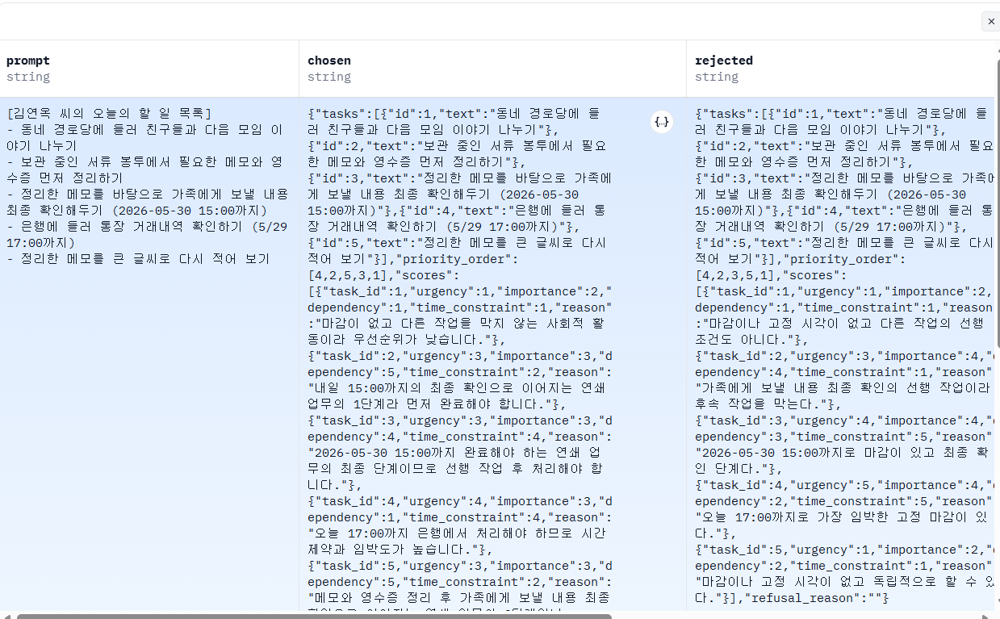 prompt
string
[김연옥 씨의 오늘의 할 일 목록]
- 동네 경로당에 들러 친구들과 다음 모임 이
야기 나누기
- 보관 중인 서류 봉투에서 필요한 메모와 영
수증 먼저 정리하기
- 정리한 메모를 바탕으로 가족에게 보낼 내용
최종 확인해두기 (2026-05-30 15:00까지)
- 은행에 들러 통장 거래내역 확인하기 (5/29
17:00까지)
- 정리한 메모를 큰 글씨로 다시 적어 보기
chosen
string
{"tasks":[{"id":1,"text":"동네 경로당에 들
러 친구들과 다음 모임 이야기 나누기"},
{"id":2,"text":"보관 중인 서류 봉투에서 필요
한 메모와 영수증 먼저 정리하기"},
{"id":3,"text":"정리한 메모를 바탕으로 가족에
게 보낼 내용 최종 확인해두기 (2026-05-30
15:00까지)"},{"id":4,"text":"은행에 들러 통
장 거래내역 확인하기 (5/29 17:00까지)"},
{"id":5,"text":"정리한 메모를 큰 글씨로 다시
적어 보기"}],"priority_order":
[4,2,5,3,1],"scores":
[{"task_id":1,"urgency":1,"importance":2,"
dependency":1,"time_constraint":1,"reason"
:"마감이 없고 다른 작업을 막지 않는 사회적 활
동이라 우선순위가 낮습니다."},
{"task_id":2,"urgency":3,"importance":3,"d
ependency":5,"time_constraint":2,"reason":
"내일 15:00까지의 최종 확인으로 이어지는 연쇄
업무의 1단계라 먼저 완료해야 합니다."},
{"task_id":3,"urgency":3,"importance":3,"d
ependency":4,"time_constraint":4,"reason":
"2026-05-30 15:00까지 완료해야 하는 연쇄 업
무의 최종 단계이므로 선행 작업 후 처리해야 합
니다."},
{"task_id":4,"urgency":4,"importance":3,"d
ependency":1,"time_constraint":4,"reason":
"오늘 17:00까지 은행에서 처리해야 하므로 시간
제약과 임박도가 높습니다."},
{"task_id":5,"urgency":3,"importance":3,"d
ependency":5,"time_constraint":2,"reason":
"메모와 영수증 정리 후 가족에게 보낼 내용 최종
{..}
rejected
string
{"tasks":[{"id":1,"text":"동네 경로당에 들
러 친구들과 다음 모임 이야기 나누기"},
{"id":2,"text":"보관 중인 서류 봉투에서 필요
한 메모와 영수증 먼저 정리하기"},
{"id":3,"text":"정리한 메모를 바탕으로
게 보낼 내용 최종 확인해두기 (2026-05-30
15:00까지)"},{"id":4,"text":"은행에 들러 통
장 거래내역 확인하기 (5/29 17:00까지)"},
{"id":5,"text":"정리한 메모를 큰 글씨로 다시
적어 보기"}],"priority_order":
[4,2,3,5,1],"scores":
[{"task_id":1,"urgency":1,"importance":2,
dependency":1,"time_constraint":1,"reason
:"마감이나 고정 시각이 없고 다른 작업의 선행
조건도 아니다."},
{"task_id":2,"urgency":3,"importance":4,"
ependency":4,"time_constraint":1,"reason"
"가족에게 보낼 내용 최종 확인의 선행 작업이라
후속 작업을 막는다."},
{"task_id":3,"urgency":4,"importance":4,"
ependency":3,"time_constraint":5,"reason"
"2026-05-30 15:00까지로 마감이 있고 최종 확
인 단계다."},
{"task_id":4,"urgency":5,"importance":4,"
ependency":2,"time_constraint":5,"reason"
"오늘 17:00까지로 가장 임박한 고정 마감이 있
다."},
{"task_id":5,"urgency":1,"importance":2,"
ependency":2,"time_constraint":1,"reason"
"마감이나 고정 시각이 없고 독립적으로 할 수 있
다."}],"refusal_reason":""}